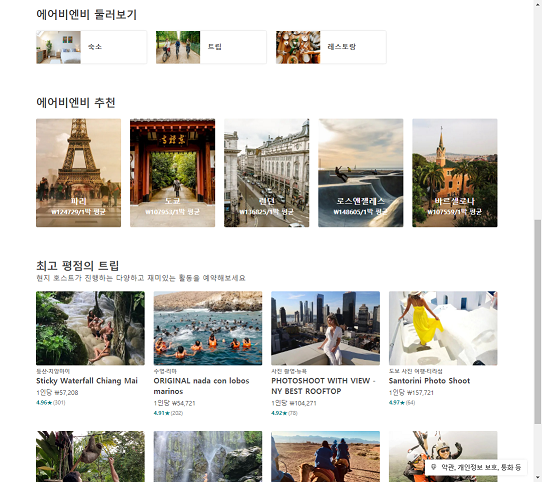 에어비엔비 둘러보기
숙소
트립
레스토랑
에어비엔비 추천
파리
₩124729/1박 평균
도쿄
₩107953/1박 평균
런던
₩136825/1박 평균
로스앤젤레스
₩148605/1박 평균
바르셀로나
₩107559/1박 평균
최고 평점의 트립
현지 호스트가 진행하는 다양하고 재미있는 활동을 예약해보세요
등산·치앙마이
Sticky Waterfall Chiang Mai
1인당 ₩57,208
4.96★(301)
수영·리마
ORIGINAL nada con lobos
marinos
1인당 ₩54,721
4.91★(202)
사진 촬영·뉴욕
PHOTOSHOOT WITH VIEW -
NY BEST ROOFTOP
1인당 ₩104,271
4.92★(78)
도보 사진 여행·티라섬
Santorini Photo Shoot
1인당 ₩157,721
4.97★(64)
약관, 개인정보 보호, 통화 등